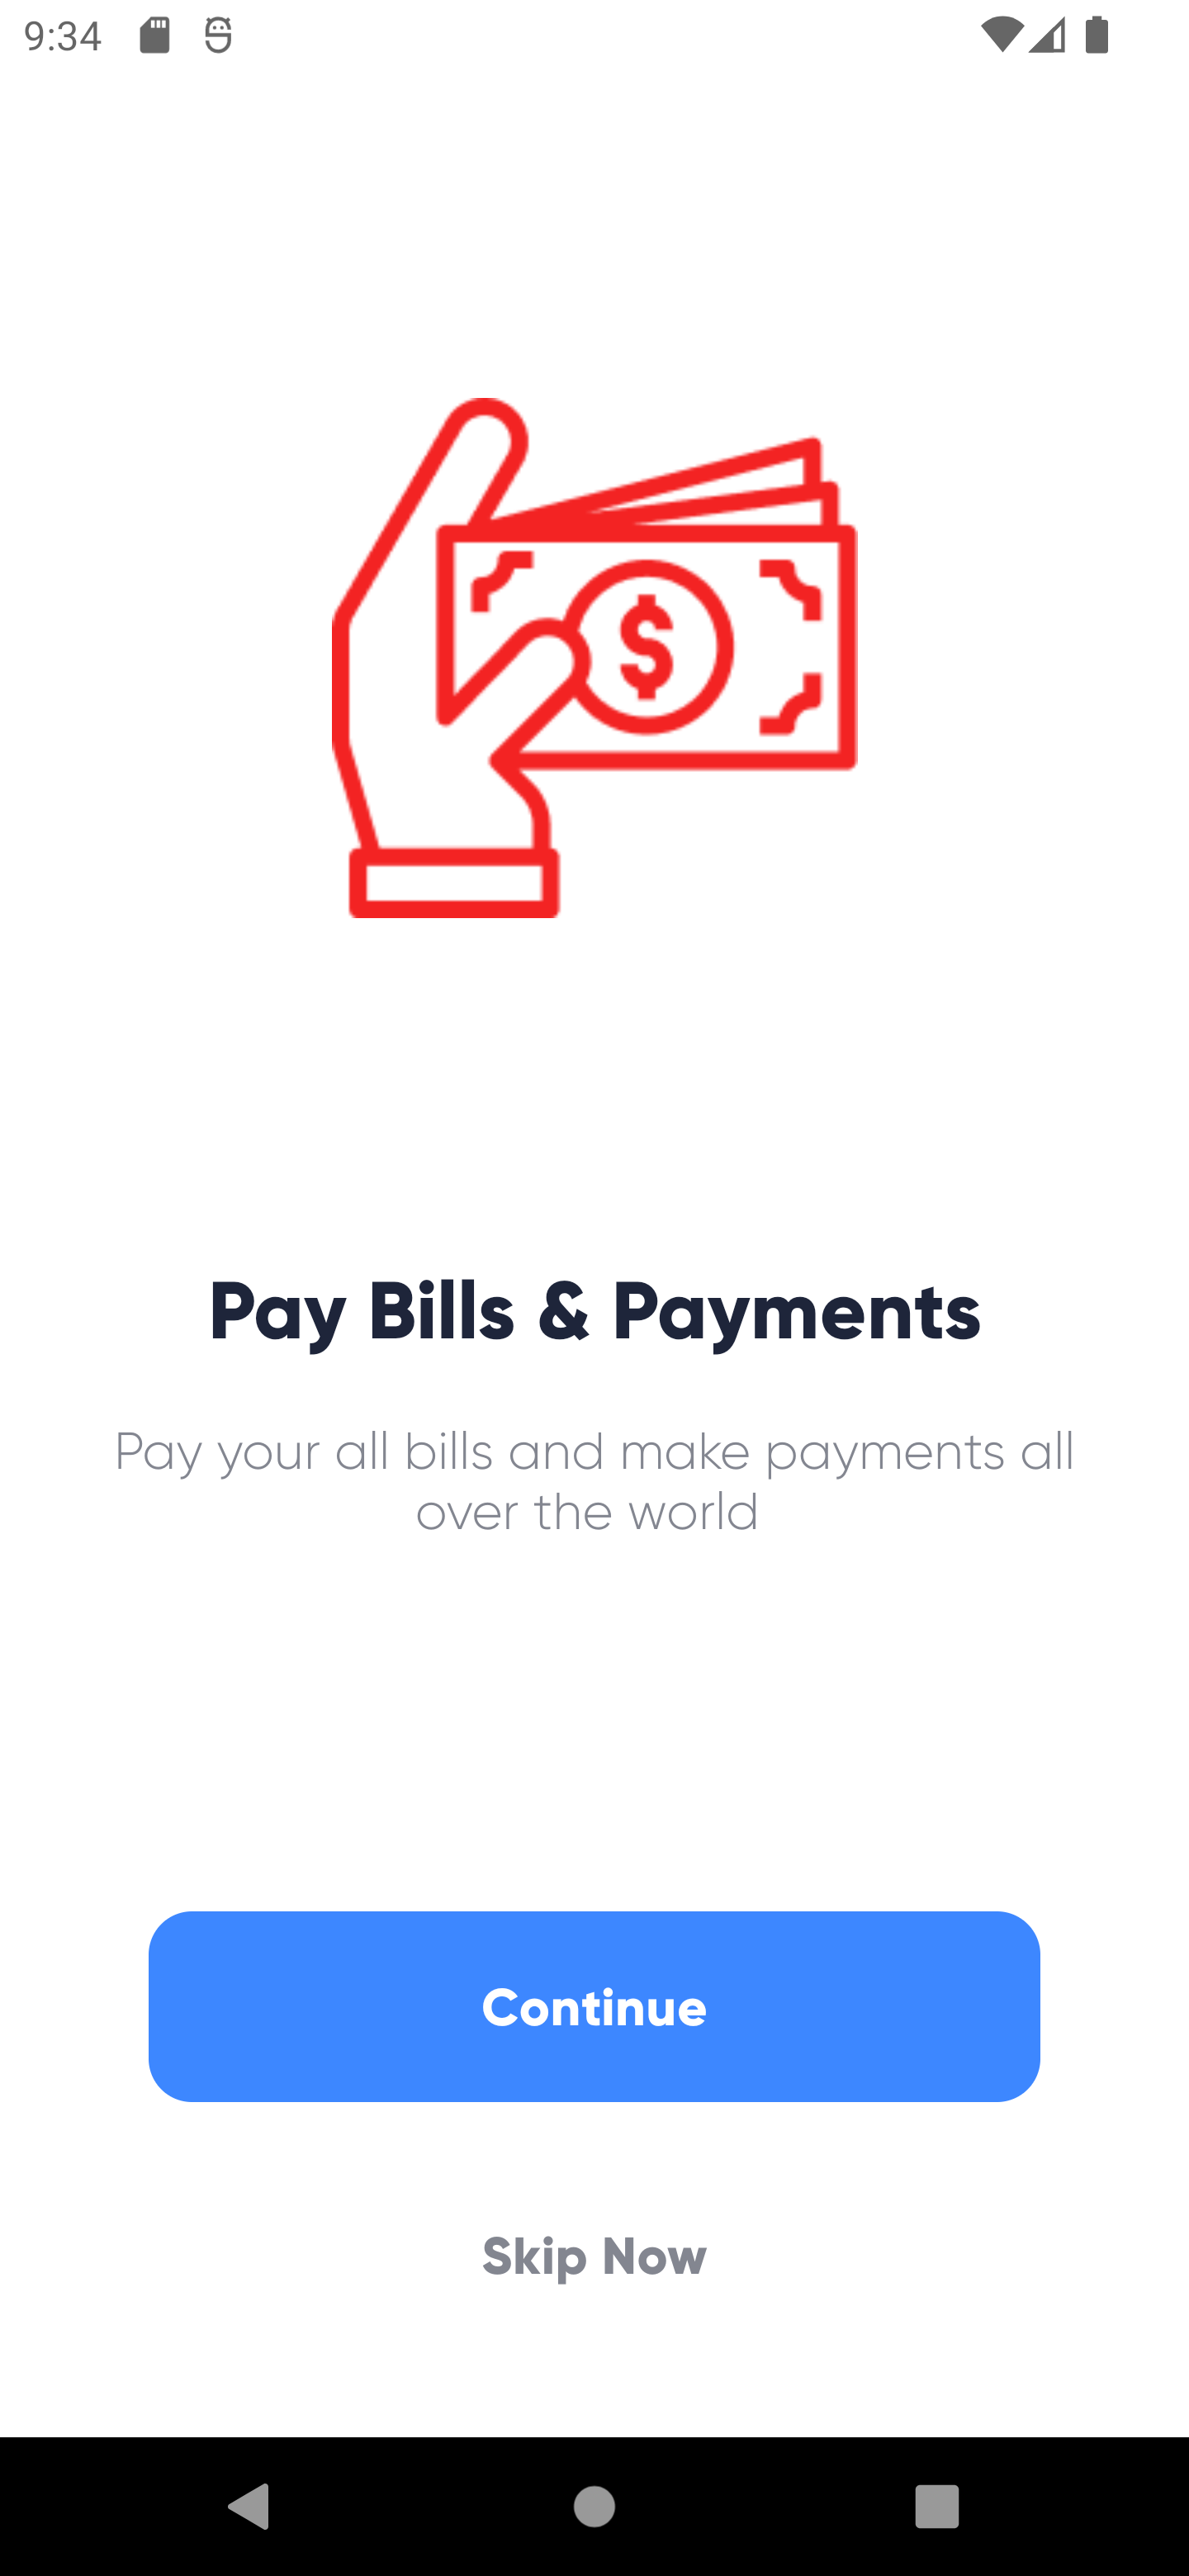 9:34
$
Pay Bills & Payments
Pay your all bills and make payments all
over the world
Continue
Skip Now